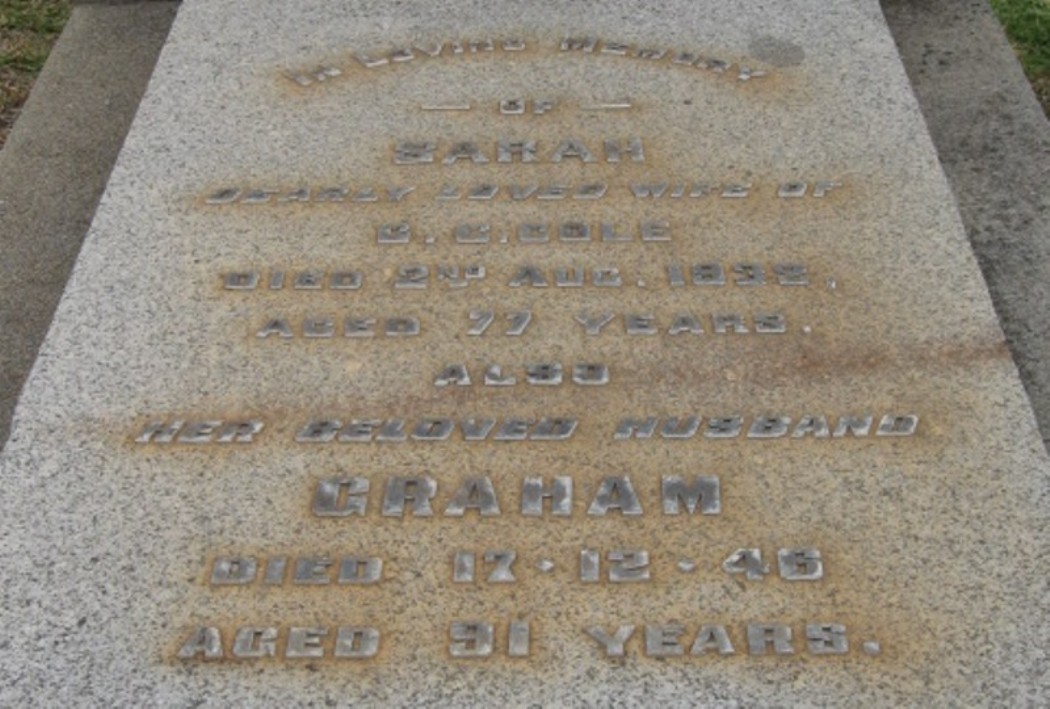 IN LOVING MEMORY
— OF —
SARAH
DEARLY LOVED WIFE OF
G. G. COLE
DIED 2ND AUG. 1932,
AGED 77 YEARS.
ALSO
HER BELOVED HUSBAND
GRAHAM
DIED 17·12·46
AGED 91 YEARS.